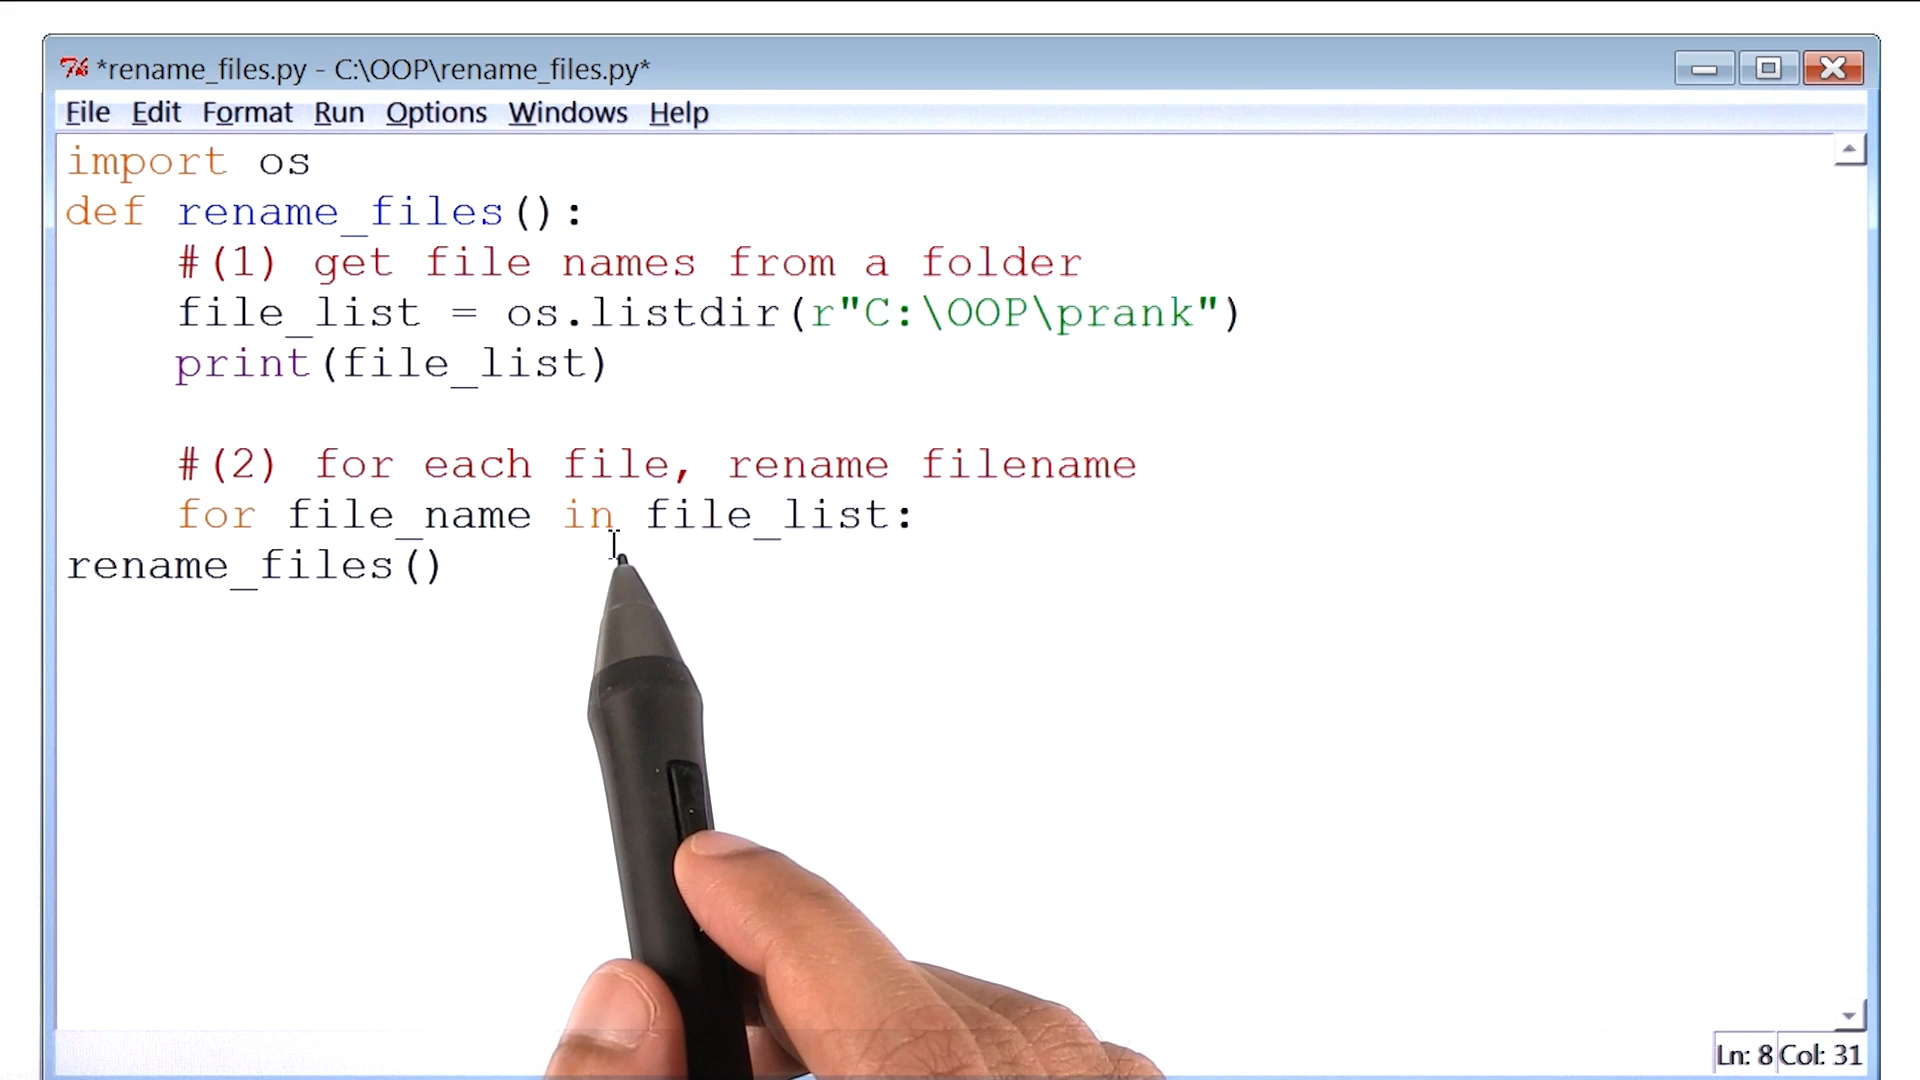 *rename_files.py - C:\OOP\rename_files.py*
File Edit Format Run Options Windows Help
import os
def rename_files():
    #(1) get file names from a folder
    file_list = os.listdir(r"C:\OOP\prank")
    print(file_list)
    #(2) for each file, rename filename
    for file_name in file_list:
rename_files()
Ln: 8 Col: 31